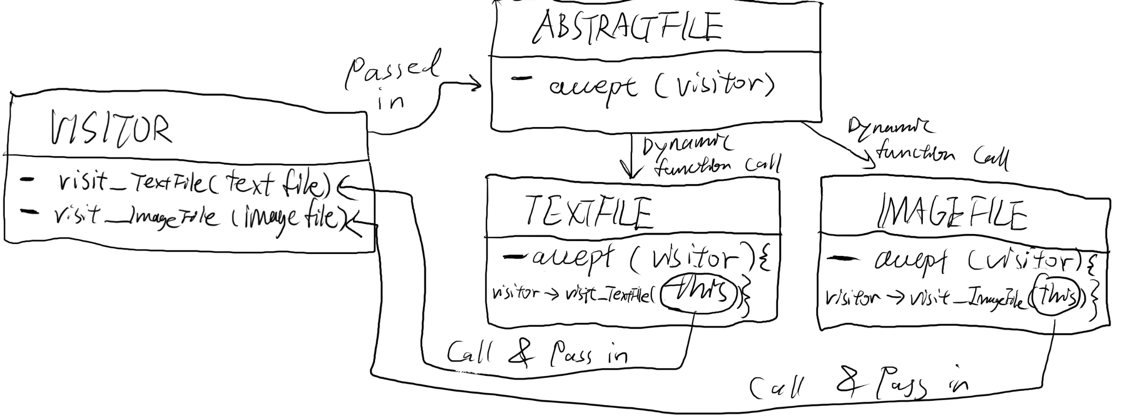 ABSTRACTFILE
- accept (visitor)
Passed
in
VISITOR
- visit_TextFile(text file)
- visit_ImageFile (image file)
Dynamic
function call
Dynamic
function call
TEXTFILE
- accept (visitor) {
visitor → visit_TextFile(this)}
IMAGEFILE
- accept (visitor) {
visitor → visit_ImageFile(this)}
Call & Pass in
Call & Pass in